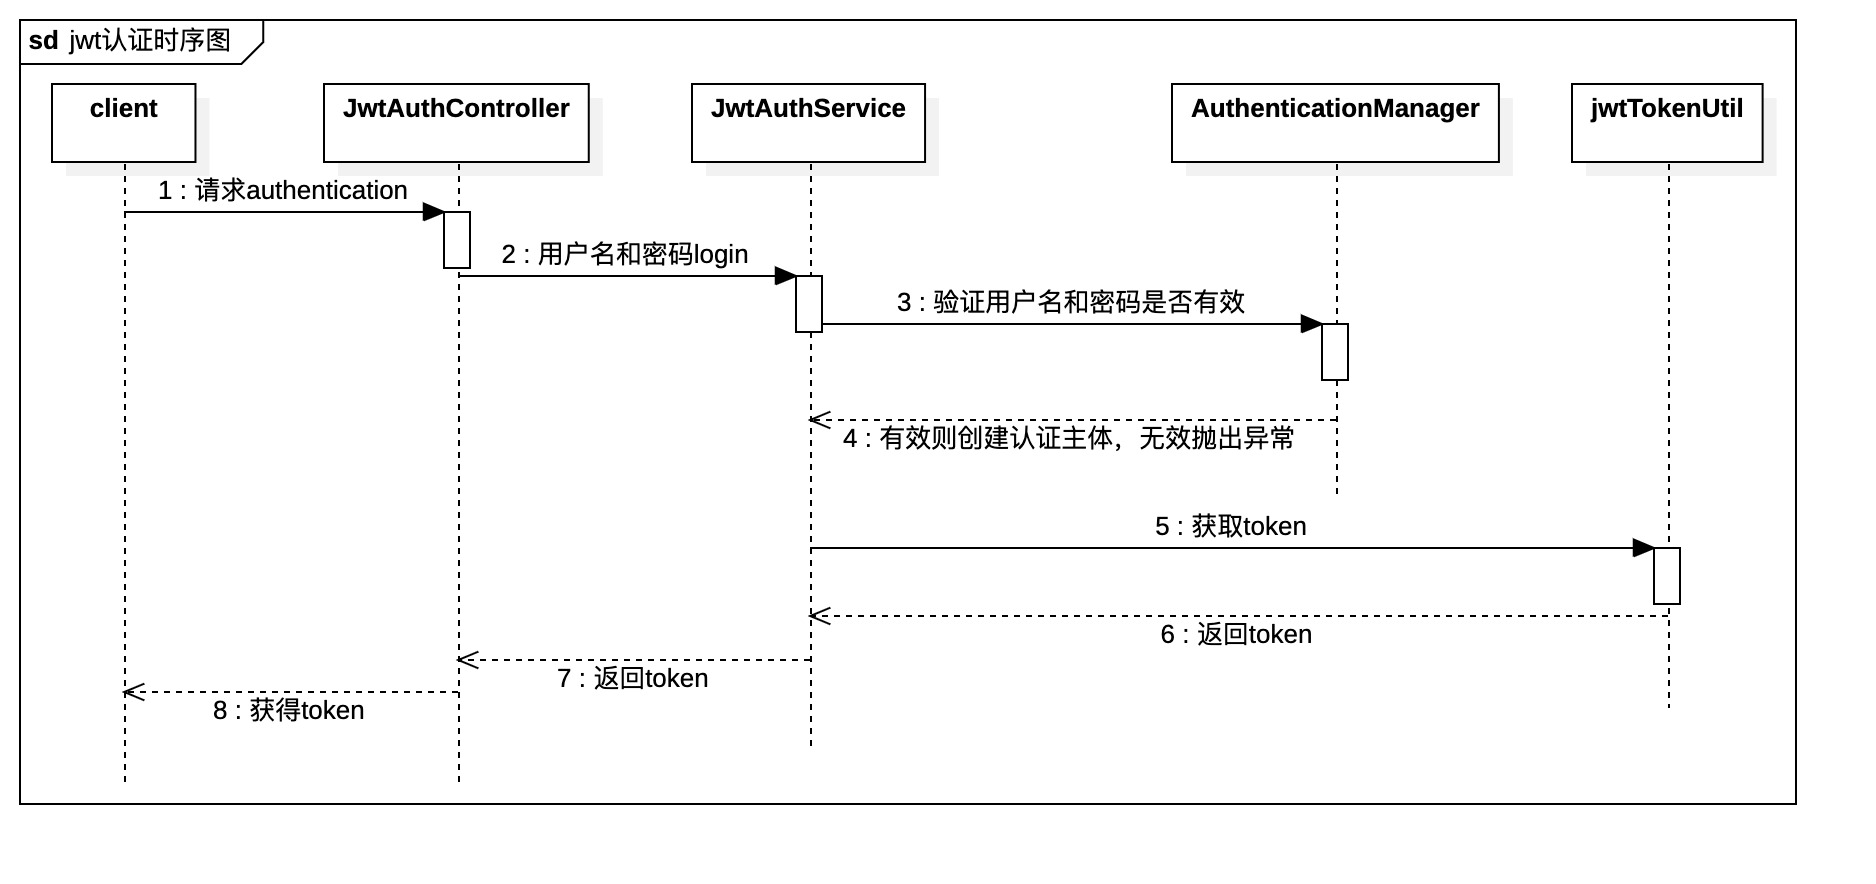 sd jwt认证时序图
client
JwtAuthController
JwtAuthService
AuthenticationManager
jwtTokenUtil
1 : 请求authentication
2 : 用户名和密码login
3 : 验证用户名和密码是否有效
4 : 有效则创建认证主体，无效抛出异常
5 : 获取token
6 : 返回token
7 : 返回token
8 : 获得token